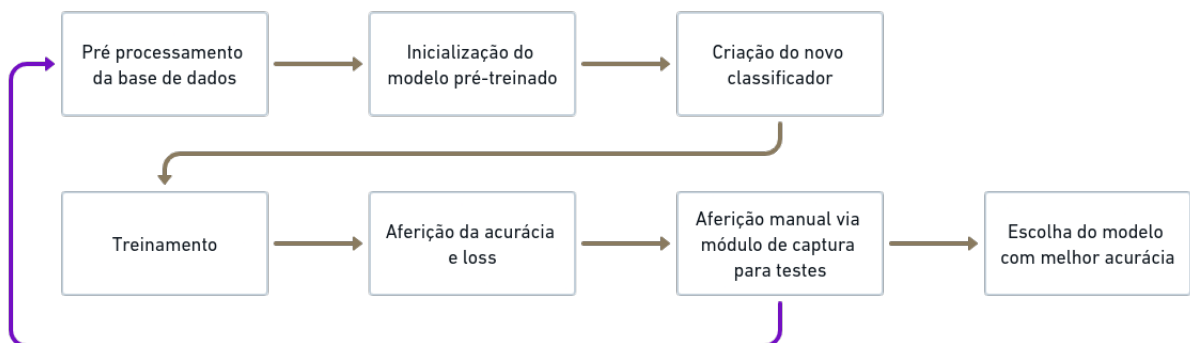 Pré processamento
da base de dados
Inicialização do
modelo pré-treinado
Criação do novo
classificador
Treinamento
Aferição da acurácia
e loss
Aferição manual via
módulo de captura
para testes
Escolha do modelo
com melhor acurácia